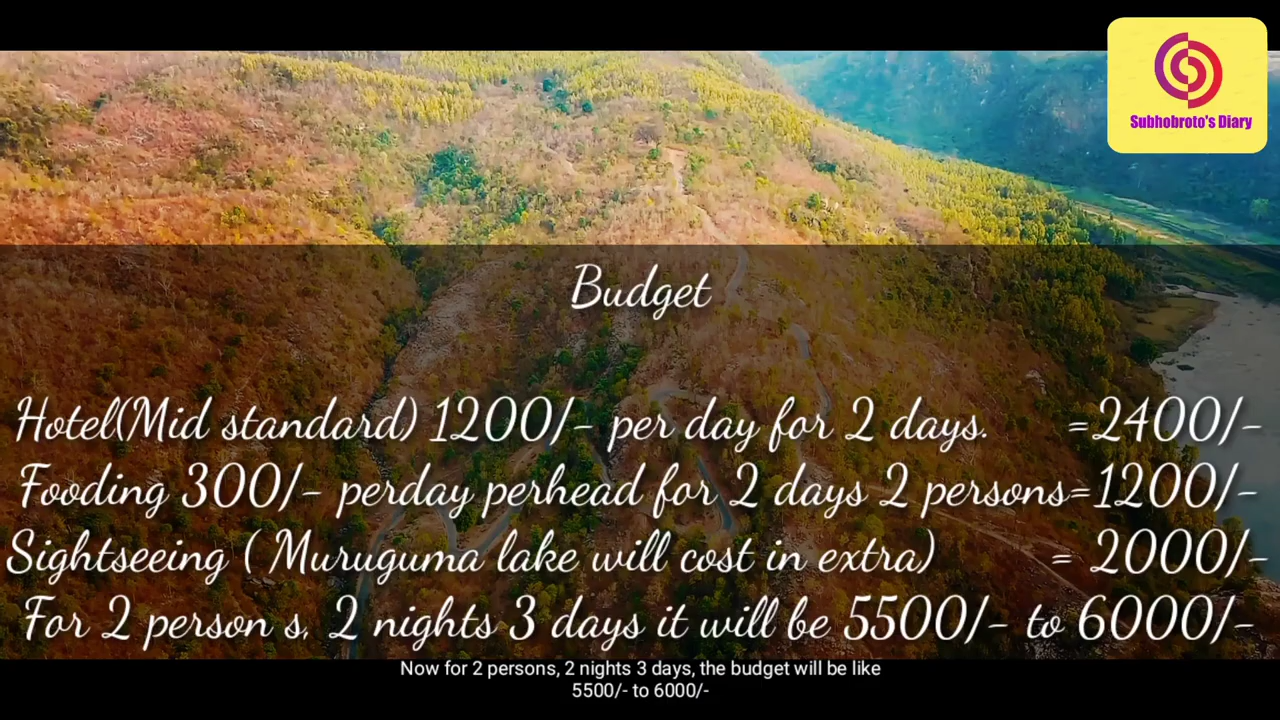 Subhobroto's Diary
Budget
Hotel(Mid standard) 1200/- per day for 2 days. =2400/-
Fooding 300/- perday perhead for 2 days 2 persons=1200/-
Sightseeing ( Muruguma lake will cost in extra) = 2000/-
For 2 person s, 2 nights 3 days it will be 5500/- to 6000/-
Now for 2 persons, 2 nights 3 days, the budget will be like
5500/- to 6000/-